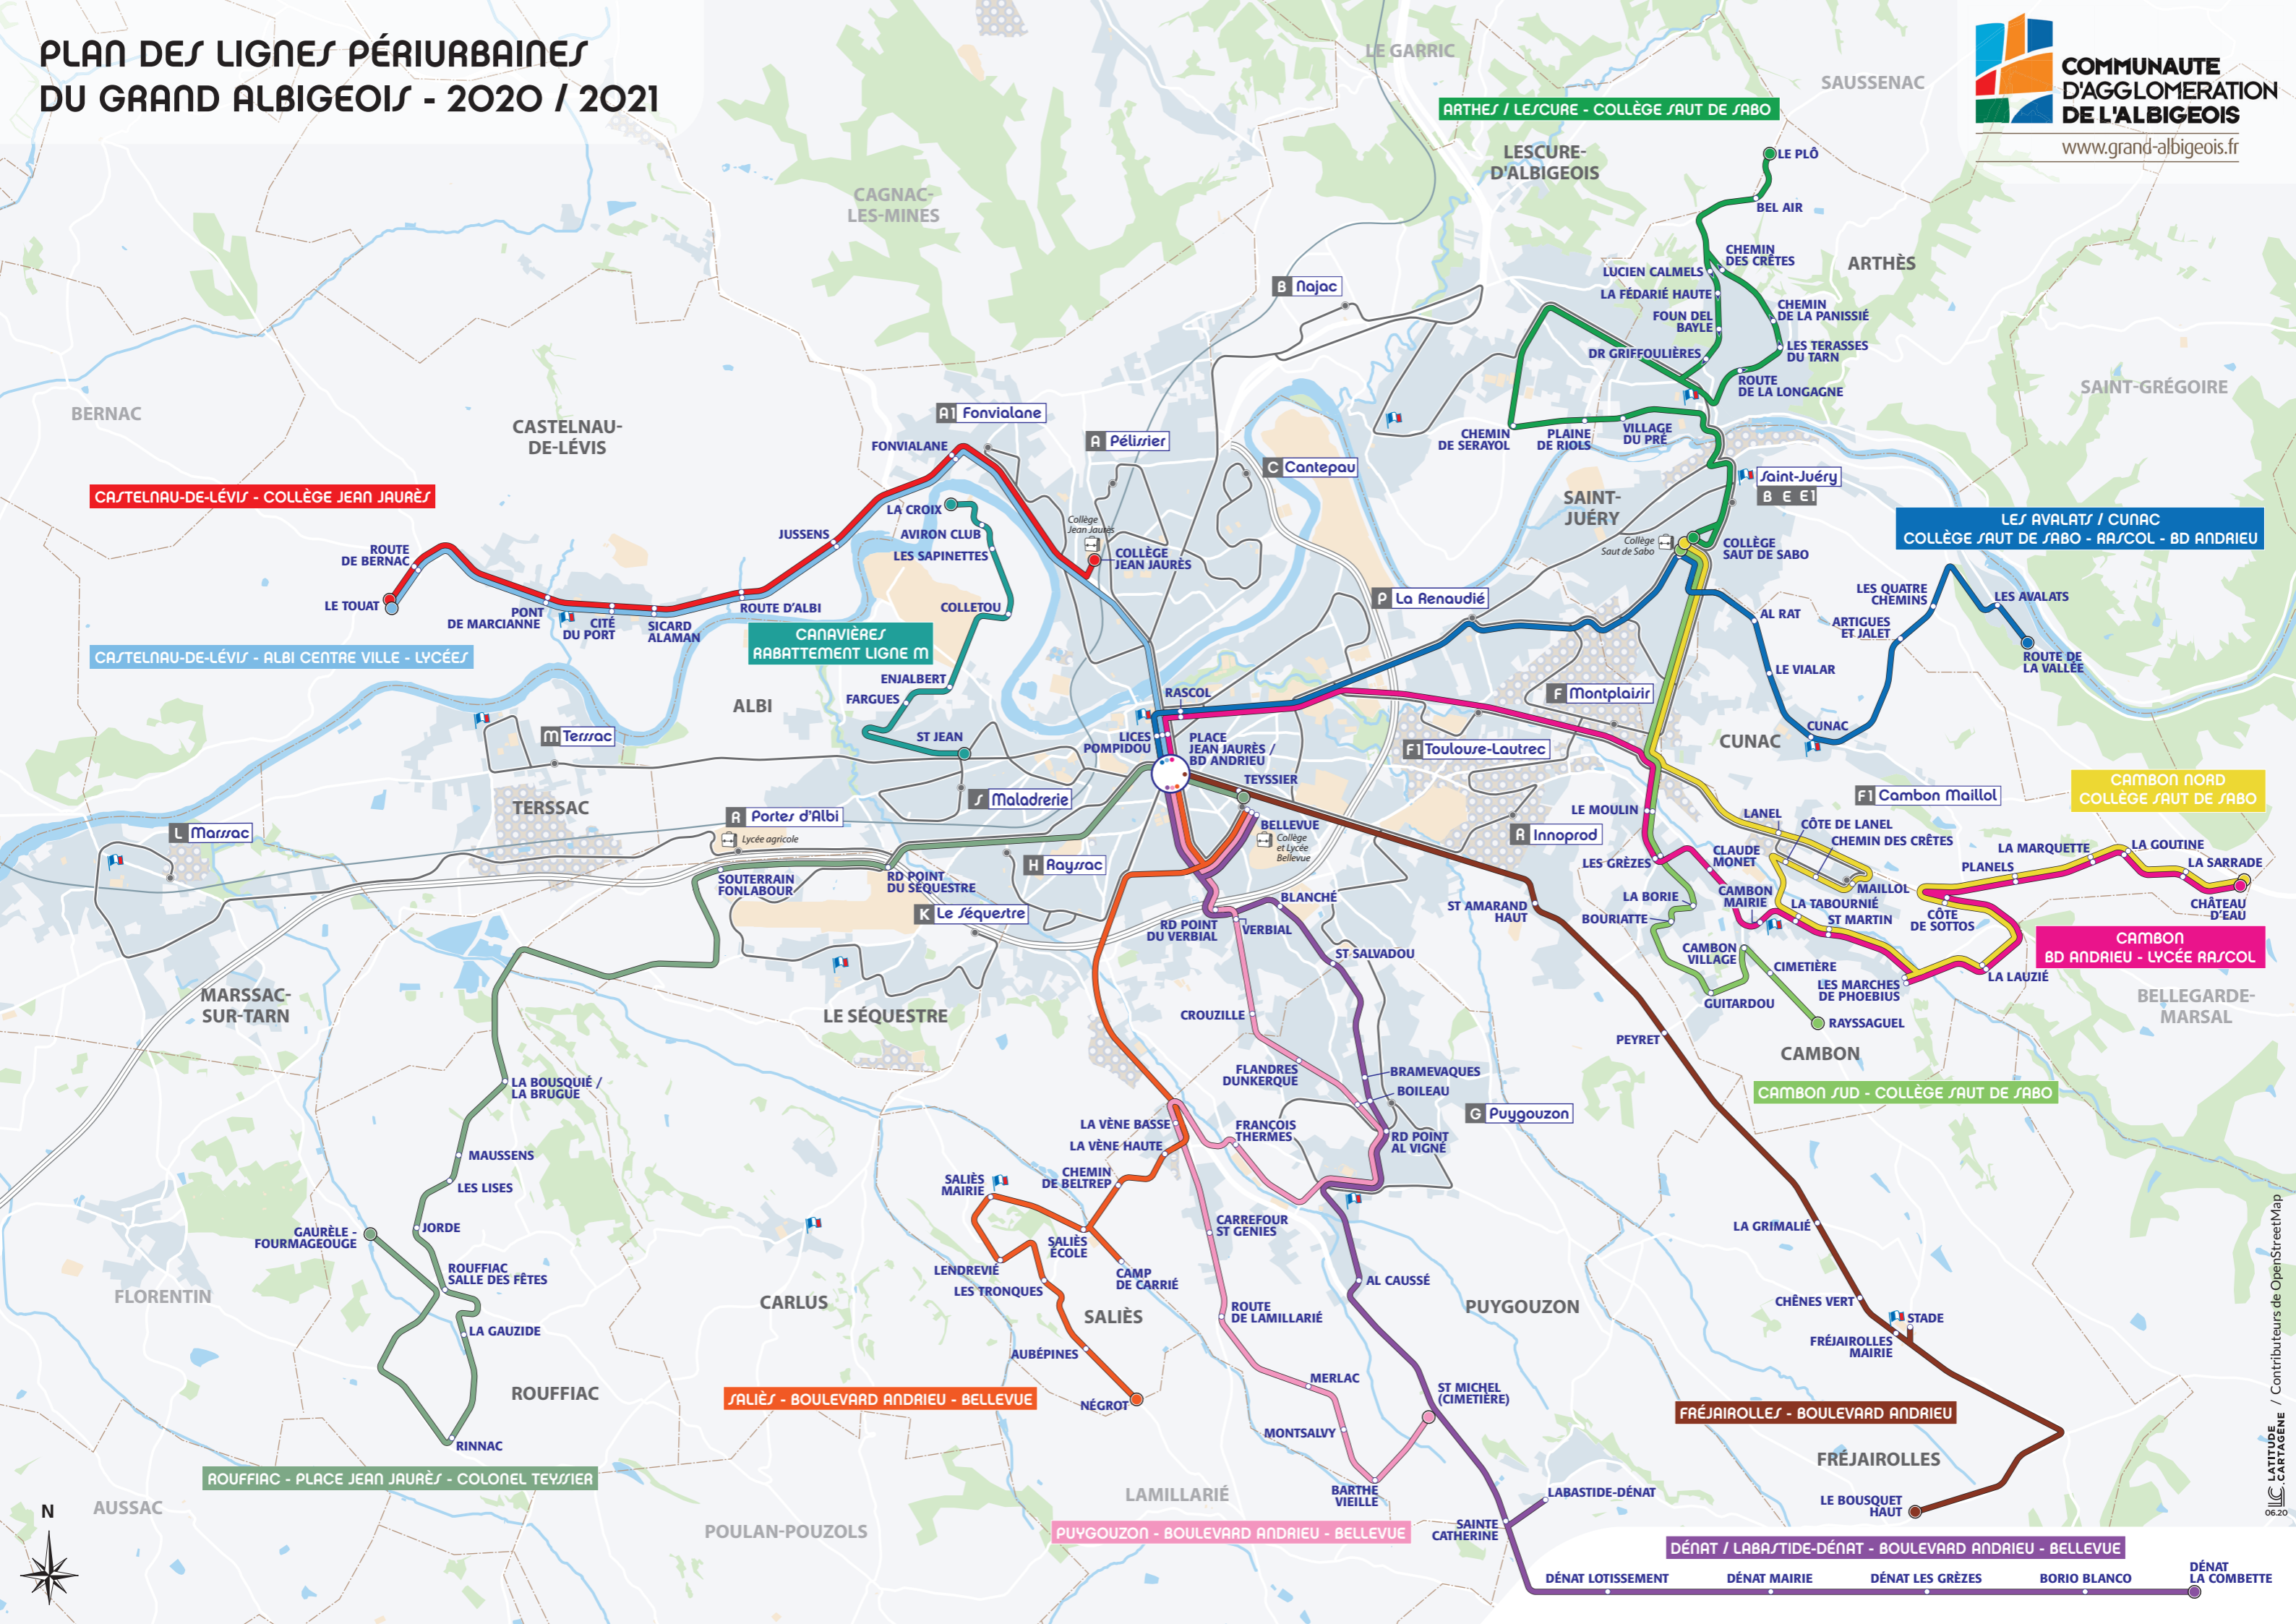 PLAN DES LIGNES PÉRIURBAINES
DU GRAND ALBIGEOIS - 2020 / 2021
COMMUNAUTE
D'AGGLOMERATION
DE L'ALBIGEOIS
www.grand-albigeois.fr
LE GARRIC
SAUSSENAC
ARTHES / LESCURE - COLLÈGE SAUT DE SABO
LESCURE-
D'ALBIGEOIS
LE PLÔ
BEL AIR
CAGNAC-
LES-MINES
CHEMIN
DES CRÊTES
ARTHÈS
LUCIEN CALMELS
LA FÉDARIÉ HAUTE
CHEMIN
DE LA PANISSIÉ
FOUN DEL
BAYLE
LES TERASSES
DU TARN
DR GRIFFOULIÈRES
ROUTE
DE LA LONGAGNE
B Najac
SAINT-GRÉGOIRE
BERNAC
CASTELNAU-
DE-LÉVIS
A1 Fonvialane
FONVIALANE
A Pélissier
C Cantepau
CHEMIN
DE SERAYOL
PLAINE
DE RIOLS
VILLAGE
DU PRÉ
Saint-Juéry
B E E1
SAINT-
JUÉRY
CASTELNAU-DE-LÉVIS - COLLÈGE JEAN JAURÈS
LA CROIX
AVIRON CLUB
LES SAPINETTES
JUSSENS
Collège
Jean Jaurès
COLLÈGE
JEAN JAURÈS
Collège
Saut de Sabo
COLLÈGE
SAUT DE SABO
LES AVALATS / CUNAC
COLLÈGE SAUT DE SABO - RASCOL - BD ANDRIEU
ROUTE
DE BERNAC
LE TOUAT
PONT
DE MARCIANNE
CITÉ
DU PORT
SICARD
ALAMAN
ROUTE D'ALBI
COLLETOU
P La Renaudié
AL RAT
LES QUATRE
CHEMINS
LES AVALATS
ARTIGUES
ET JALET
ROUTE DE
LA VALLÉE
LE VIALAR
CUNAC
CUNAC
CASTELNAU-DE-LÉVIS - ALBI CENTRE VILLE - LYCÉES
CANAVIÈRES
RABATTEMENT LIGNE M
ENJALBERT
FARGUES
ST JEAN
ALBI
RASCOL
LICES
POMPIDOU
PLACE
JEAN JAURÈS /
BD ANDRIEU
TEYSSIER
F Montplaisir
F1 Toulouse-Lautrec
M Terssac
TERSSAC
S Maladrerie
R Portes d'Albi
Lycée agricole
L Marssac
H Rayssac
BELLEVUE
Collège
et Lycée
Bellevue
R Innoprod
LE MOULIN
LES GRÈZES
LANEL
CÔTE DE LANEL
CHEMIN DES CRÊTES
F1 Cambon Maillol
CAMBON NORD
COLLÈGE SAUT DE SABO
CLAUDE
MONET
MAILLOL
CAMBON
MAIRIE
LA TABOURNIÉ
ST MARTIN
PLANELS
LA MARQUETTE
LA GOUTINE
LA SARRADE
CHÂTEAU
D'EAU
CÔTE
DE SOTTOS
LA BORIE
BOURIATTE
CAMBON
VILLAGE
CIMETIÈRE
GUITARDOU
LES MARCHES
DE PHOEBIUS
LA LAUZIÉ
RAYSSAGUEL
CAMBON
BD ANDRIEU - LYCÉE RASCOL
BELLEGARDE-
MARSAL
CAMBON
CAMBON SUD - COLLÈGE SAUT DE SABO
SOUTERRAIN
FONLABOUR
RD POINT
DU SÉQUESTRE
K Le Séquestre
LE SÉQUESTRE
MARSSAC-
SUR-TARN
RD POINT
DU VERBIAL
VERBIAL
BLANCHÉ
ST SALVADOU
ST AMARAND
HAUT
PEYRET
CROUZILLE
FLANDRES
DUNKERQUE
BRAMEVAQUES
BOILEAU
G Puygouzon
FRANÇOIS
THERMES
RD POINT
AL VIGNÉ
LA BOUSQUIÉ /
LA BRUGUE
MAUSSENS
LES LISES
JORDE
GAURÈLE -
FOURMAGEOUGE
ROUFFIAC
SALLE DES FÊTES
LA GAUZIDE
RINNAC
ROUFFIAC
FLORENTIN
CARLUS
LA VÈNE BASSE
LA VÈNE HAUTE
CHEMIN
DE BELTREP
SALIÈS
MAIRIE
SALIÈS
ÉCOLE
LENDREVIÉ
LES TRONQUES
CAMP
DE CARRIÉ
SALIÈS
AUBÉPINES
NÉGROT
CARREFOUR
ST GENIES
ROUTE
DE LAMILLARIÉ
MERLAC
MONTSALVY
BARTHE
VIEILLE
AL CAUSSÉ
PUYGOUZON
ST MICHEL
(CIMETIÈRE)
LA GRIMALIÉ
CHÊNES VERT
STADE
FRÉJAIROLLES
MAIRIE
FRÉJAIROLLES - BOULEVARD ANDRIEU
FRÉJAIROLLES
LE BOUSQUET
HAUT
SALIÈS - BOULEVARD ANDRIEU - BELLEVUE
ROUFFIAC - PLACE JEAN JAURÈS - COLONEL TEYSSIER
AUSSAC
N
POULAN-POUZOLS
LAMILLARIÉ
PUYGOUZON - BOULEVARD ANDRIEU - BELLEVUE
LABASTIDE-DÉNAT
SAINTE
CATHERINE
DÉNAT / LABASTIDE-DÉNAT - BOULEVARD ANDRIEU - BELLEVUE
DÉNAT LOTISSEMENT
DÉNAT MAIRIE
DÉNAT LES GRÈZES
BORIO BLANCO
DÉNAT
LA COMBETTE
06.20
LATITUDE
CARTAGÈNE / Contributeurs de OpenStreetMap